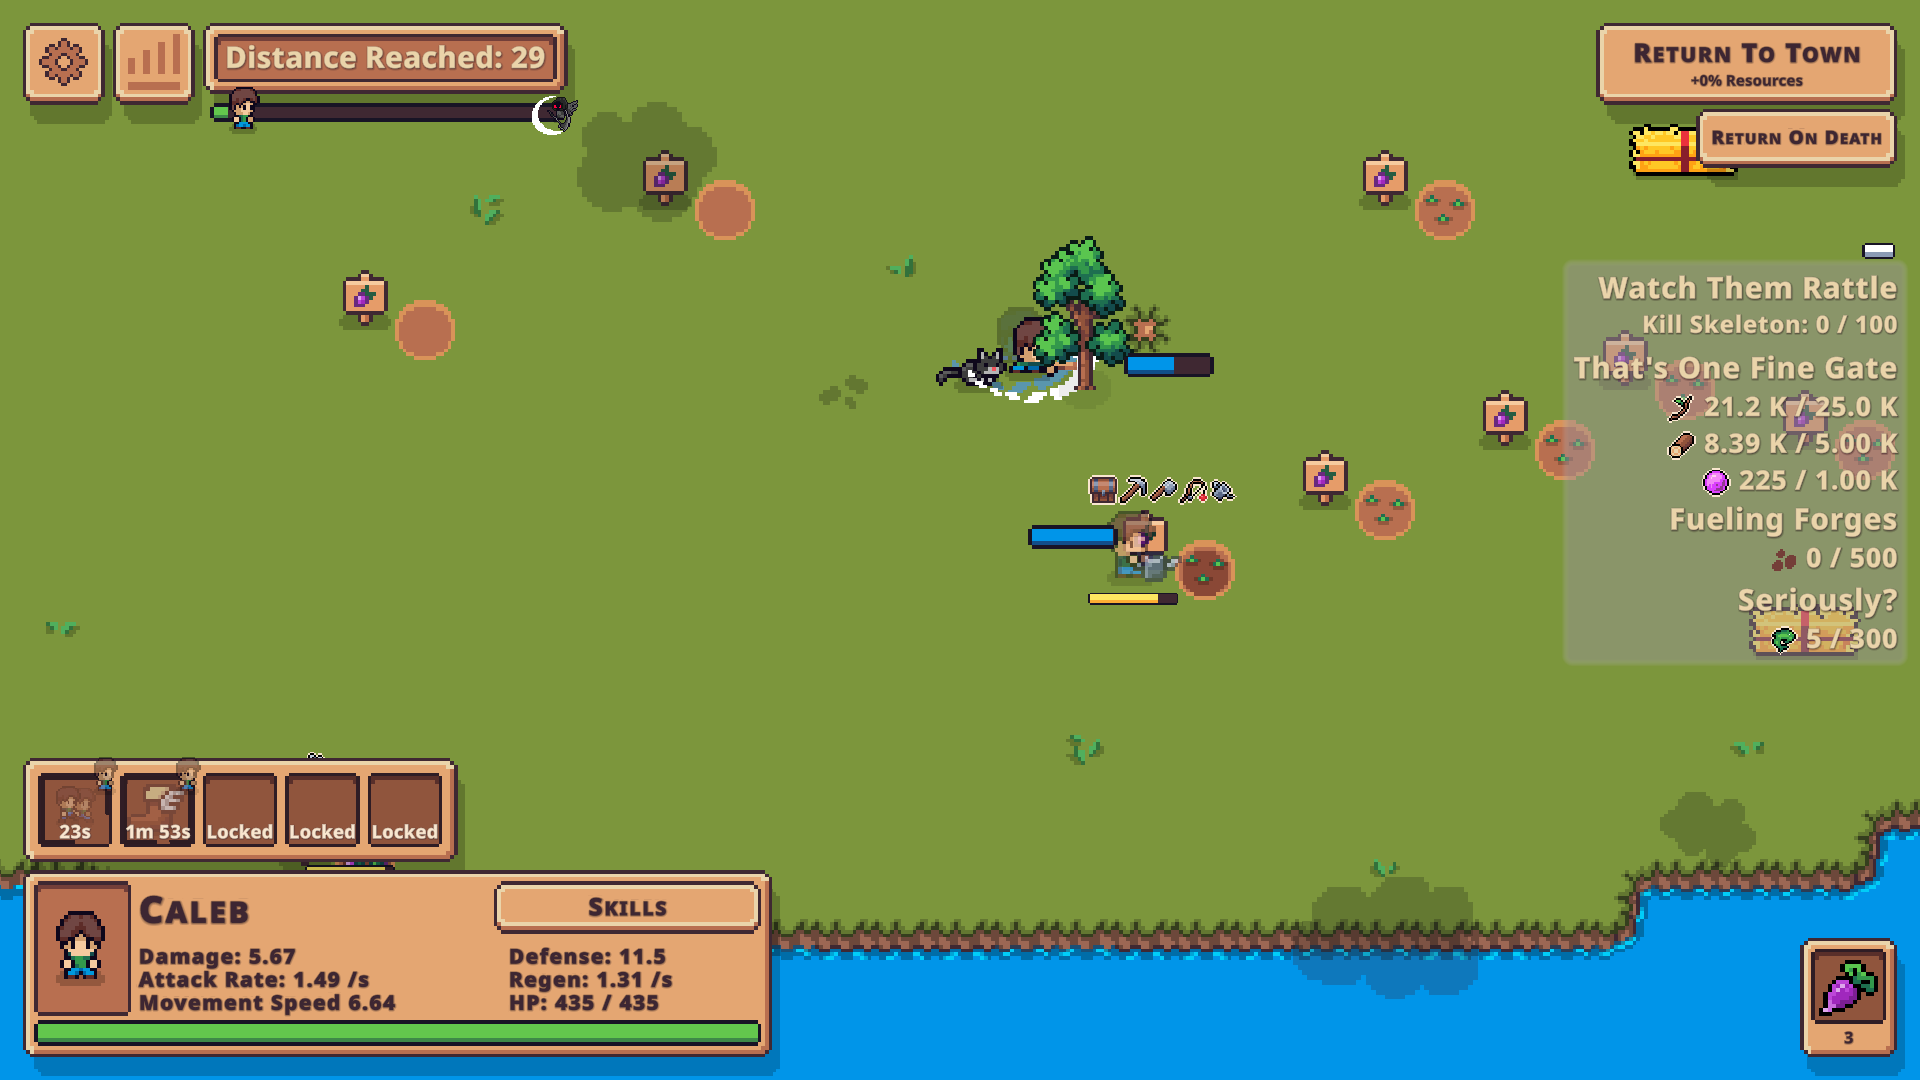 Distance Reached: 29
RETURN TO TOWN
+0% Resources
RETURN ON DEATH
Watch Them Rattle
Kill Skeleton: 0 / 100
That's One Fine Gate
21.2 K / 25.0 K
8.39 K / 5.00 K
225 / 1.00 K
Fueling Forges
0 / 500
Seriously?
5 / 300
23s
1m 53s
Locked
Locked
Locked
CALEB
SKILLS
Damage: 5.67
Defense: 11.5
Attack Rate: 1.49 /s
Regen: 1.31 /s
Movement Speed 6.64
HP: 435 / 435
3